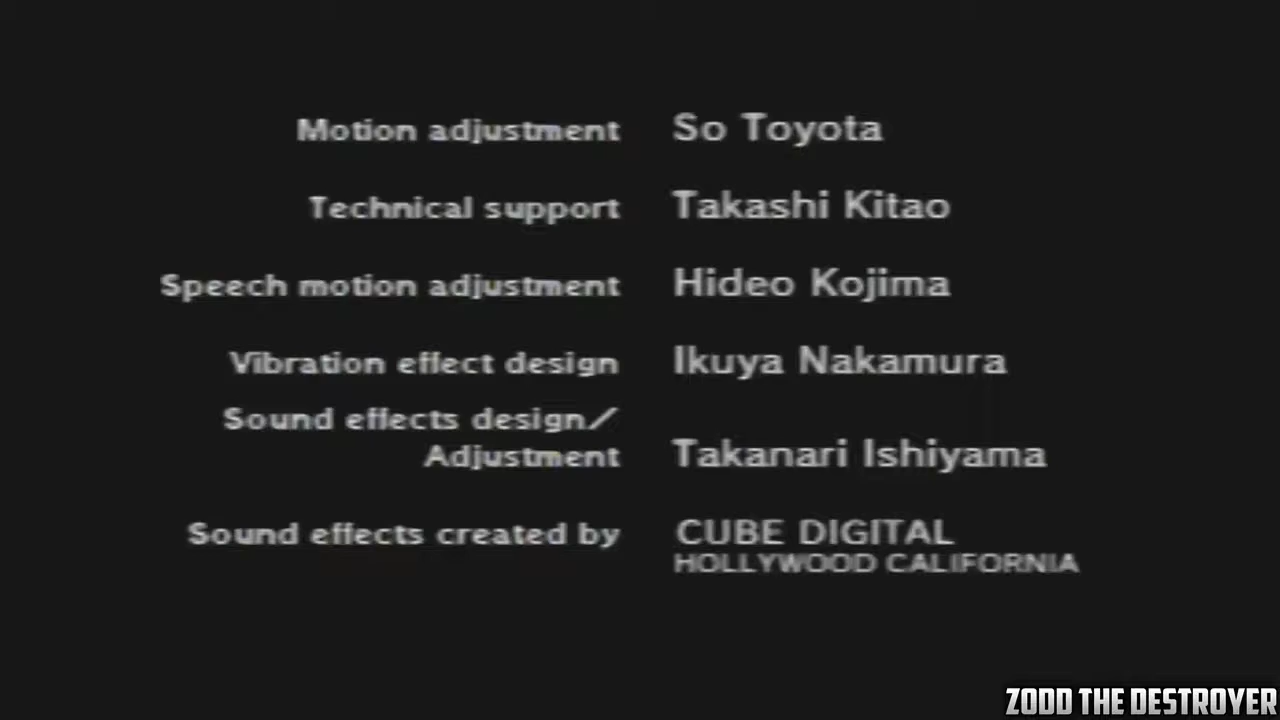 Motion adjustment So Toyota
Technical support Takashi Kitao
Speech motion adjustment Hideo Kojima
Vibration effect design Ikuya Nakamura
Sound effects design/
Adjustment Takanari Ishiyama
Sound effects created by CUBE DIGITAL
HOLLYWOOD CALIFORNIA
ZODD THE DESTROYER